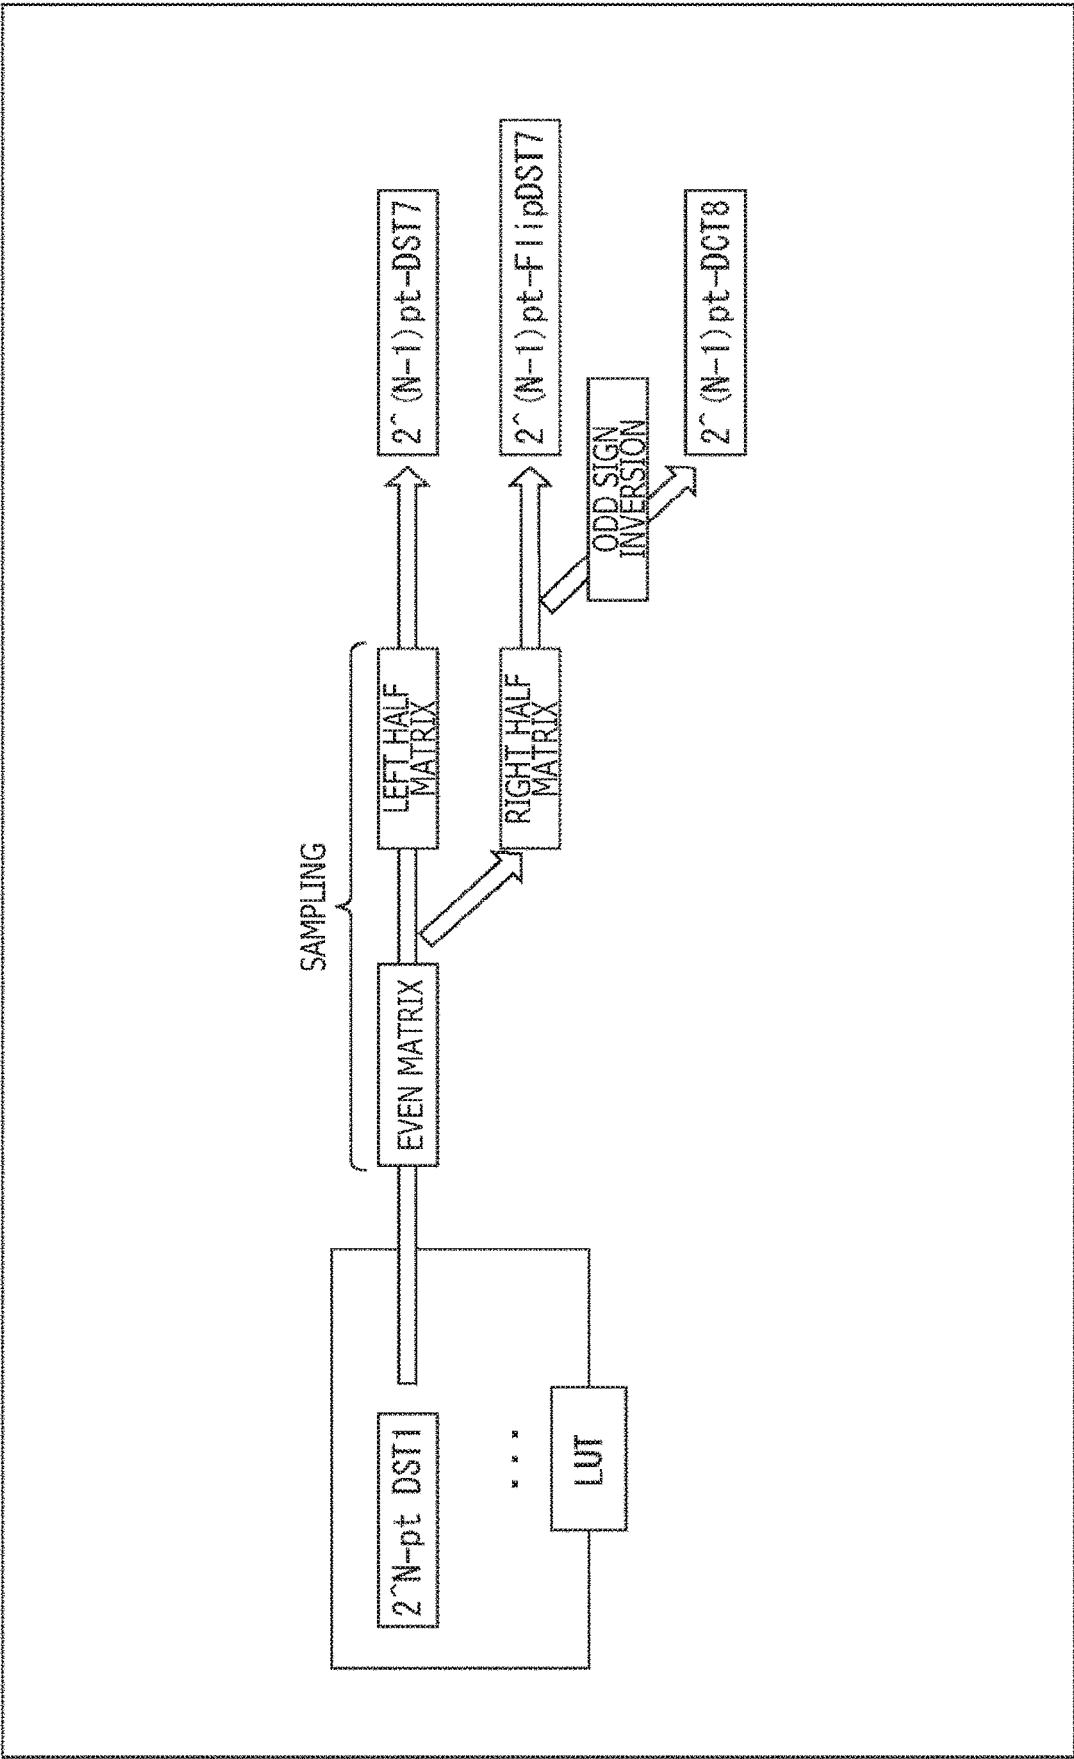 SAMPLING
2^N-pt DST1
EVEN MATRIX
LEFT HALF
MATRIX
2^(N-1)pt-DST7
RIGHT HALF
MATRIX
2^(N-1)pt-FlipDST7
...
LUT
ODD SIGN
INVERSION
2^(N-1)pt-DCT8